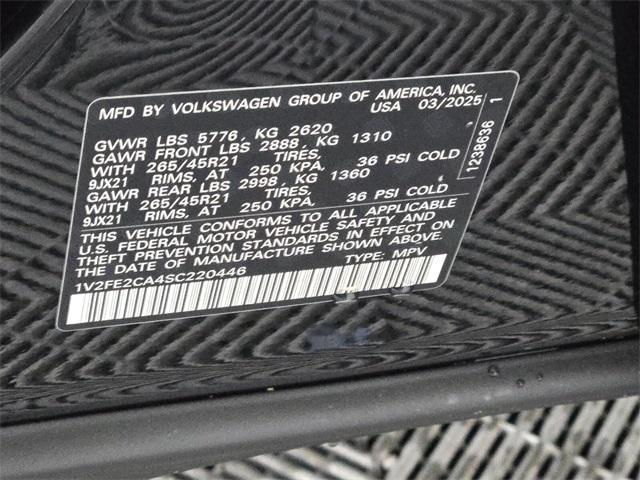 MFD BY VOLKSWAGEN GROUP OF AMERICA, INC.
USA 03/2025
GVWR LBS 5776, KG 2620
GAWR FRONT LBS 2888, KG 1310
WITH 265/45R21 TIRES,
9JX21 RIMS, AT 250 KPA, 36 PSI COLD
GAWR REAR LBS 2998, KG 1360
WITH 265/45R21 TIRES,
9JX21 RIMS, AT 250 KPA, 36 PSI COLD
THIS VEHICLE CONFORMS TO ALL APPLICABLE
U.S. FEDERAL MOTOR VEHICLE SAFETY AND
THEFT PREVENTION STANDARDS IN EFFECT ON
THE DATE OF MANUFACTURE SHOWN ABOVE.
1V2FE2CA4SC220446 TYPE: MPV
1238636 1